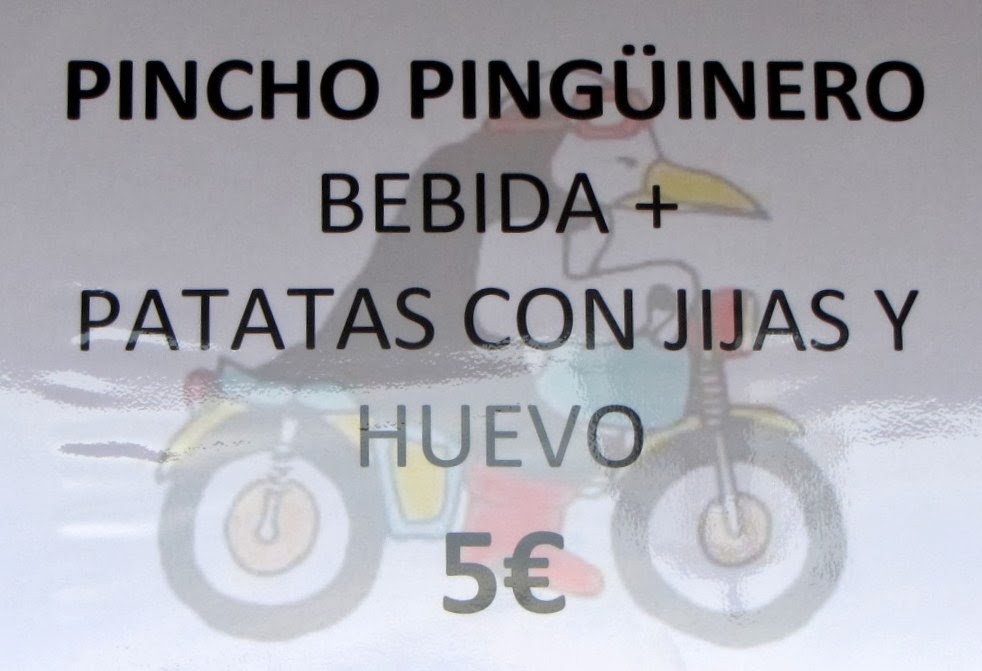 PINCHO PINGÜINERO
BEBIDA +
PATATAS CON JIJAS Y
HUEVO
5€